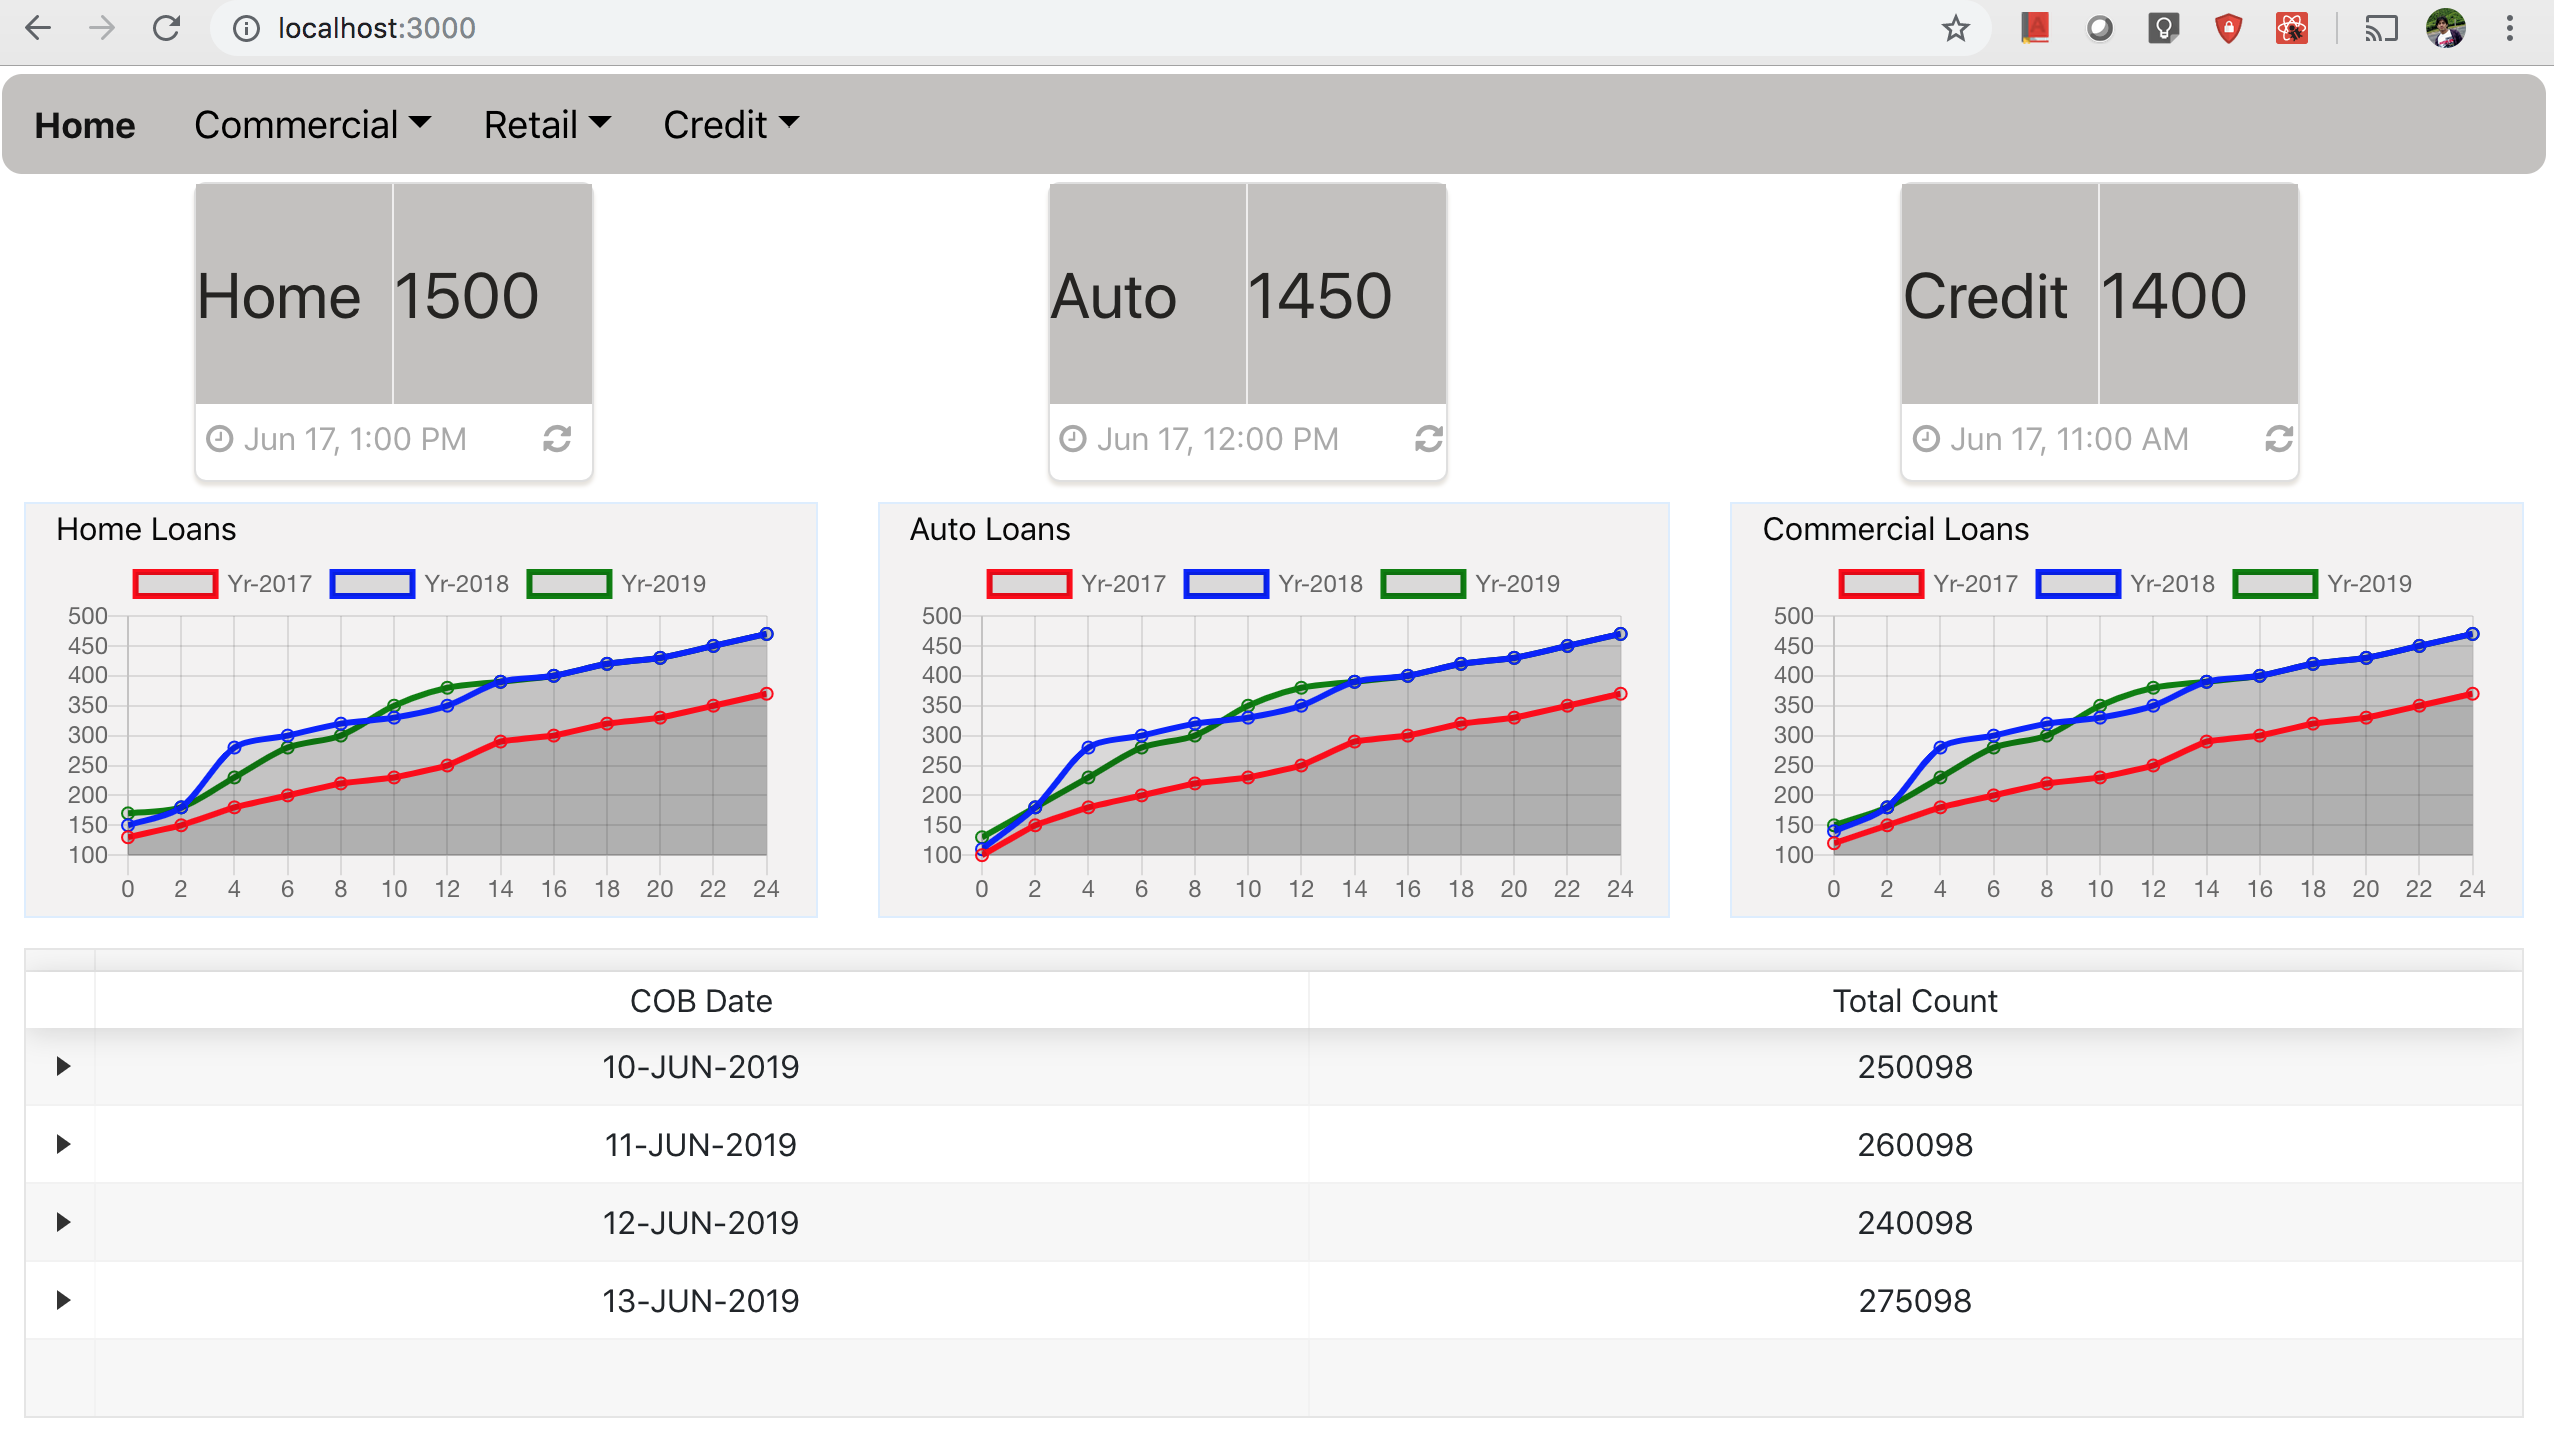 localhost:3000
Home Commercial Retail Credit
Home 1500
Jun 17, 1:00 PM
Auto 1450
Jun 17, 12:00 PM
Credit 1400
Jun 17, 11:00 AM
Home Loans
Yr-2017 Yr-2018 Yr-2019
500
450
400
350
300
250
200
150
100
0 2 4 6 8 10 12 14 16 18 20 22 24
Auto Loans
Yr-2017 Yr-2018 Yr-2019
500
450
400
350
300
250
200
150
100
0 2 4 6 8 10 12 14 16 18 20 22 24
Commercial Loans
Yr-2017 Yr-2018 Yr-2019
500
450
400
350
300
250
200
150
100
0 2 4 6 8 10 12 14 16 18 20 22 24
COB Date Total Count
10-JUN-2019 250098
11-JUN-2019 260098
12-JUN-2019 240098
13-JUN-2019 275098